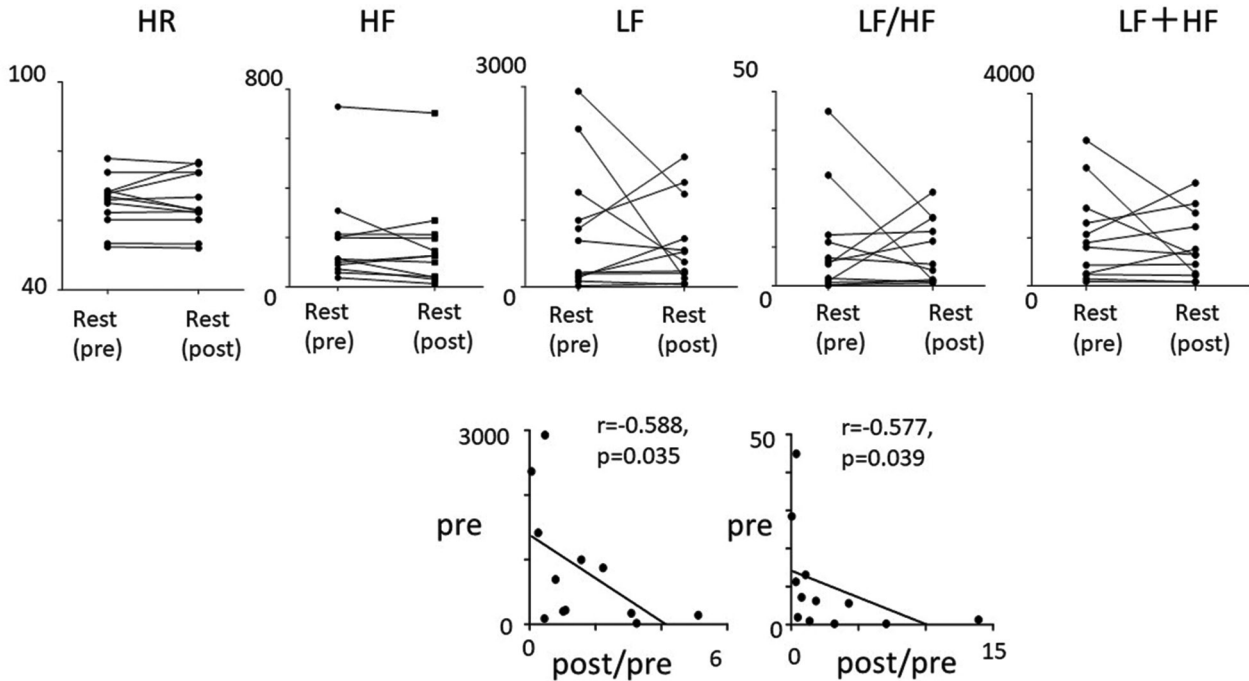 HR
HF
LF
LF/HF
LF+HF
100
40
Rest
(pre)
Rest
(post)
800
0
Rest
(pre)
Rest
(post)
3000
0
Rest
(pre)
Rest
(post)
50
0
Rest
(pre)
Rest
(post)
4000
0
Rest
(pre)
Rest
(post)
r=-0.588,
p=0.035
3000
pre
0
0
6
post/pre
r=-0.577,
p=0.039
50
pre
0
0
15
post/pre